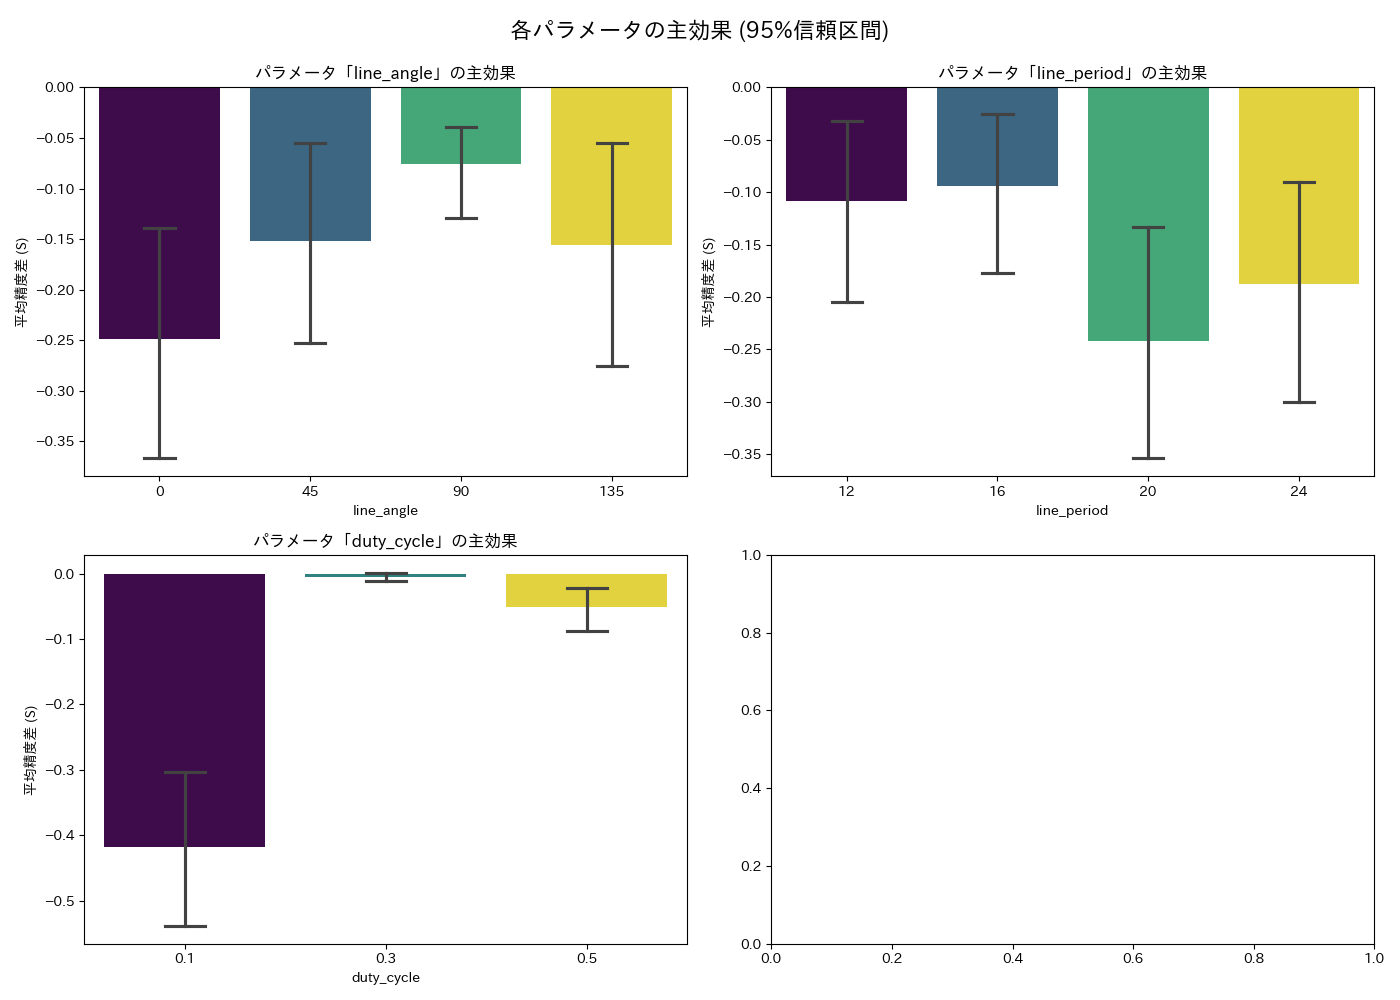 各パラメータの主効果 (95%信頼区間)
パラメータ「line_angle」の主効果
0.00
−0.05
−0.10
−0.15
−0.20
−0.25
−0.30
−0.35
平均精度差 (S)
0 45 90 135
line_angle
パラメータ「line_period」の主効果
0.00
−0.05
−0.10
−0.15
−0.20
−0.25
−0.30
−0.35
平均精度差 (S)
12 16 20 24
line_period
パラメータ「duty_cycle」の主効果
0.0
−0.1
−0.2
−0.3
−0.4
−0.5
平均精度差 (S)
0.1 0.3 0.5
duty_cycle
1.0
0.8
0.6
0.4
0.2
0.0
0.0 0.2 0.4 0.6 0.8 1.0